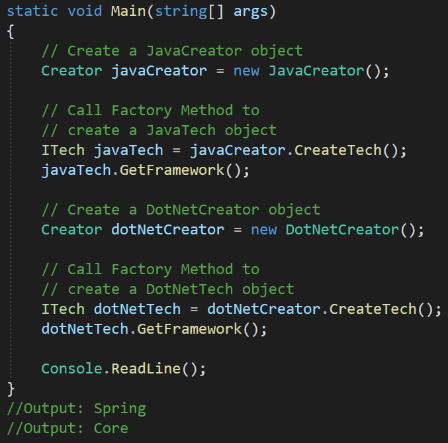 static void Main(string[] args)
{
// Create a JavaCreator object
Creator javaCreator = new JavaCreator();
// Call Factory Method to
// create a JavaTech object
ITech javaTech = javaCreator.CreateTech();
javaTech.GetFramework();
// Create a DotNetCreator object
Creator dotNetCreator = new DotNetCreator();
// Call Factory Method to
// create a DotNetTech object
ITech dotNetTech = dotNetCreator.CreateTech();
dotNetTech.GetFramework();
Console.ReadLine();
}
//Output: Spring
//Output: Core